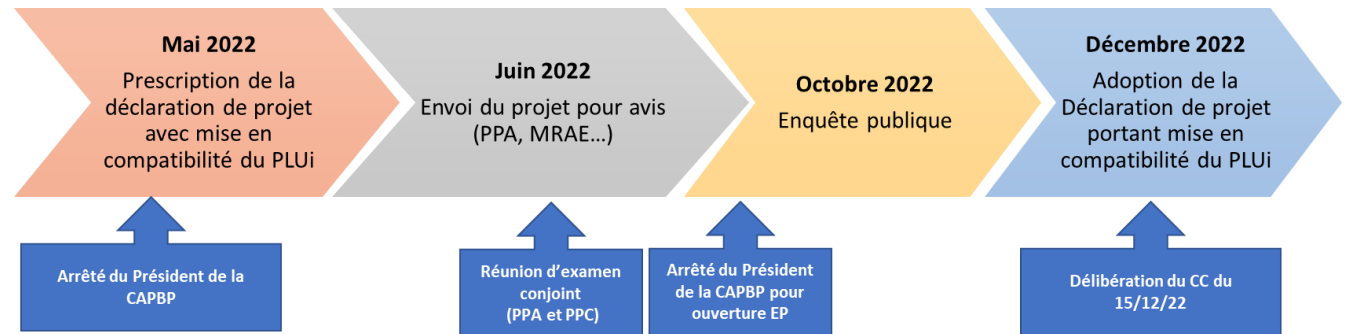 Mai 2022
Prescription de la
déclaration de projet
avec mise en
compatibilité du PLUi
Juin 2022
Envoi du projet pour avis
(PPA, MRAE…)
Octobre 2022
Enquête publique
Décembre 2022
Adoption de la
Déclaration de projet
portant mise en
compatibilité du PLUi
Arrêté du Président de la
CAPBP
Réunion d’examen
conjoint
(PPA et PPC)
Arrêté du Président
de la CAPBP pour
ouverture EP
Délibération du CC du
15/12/22